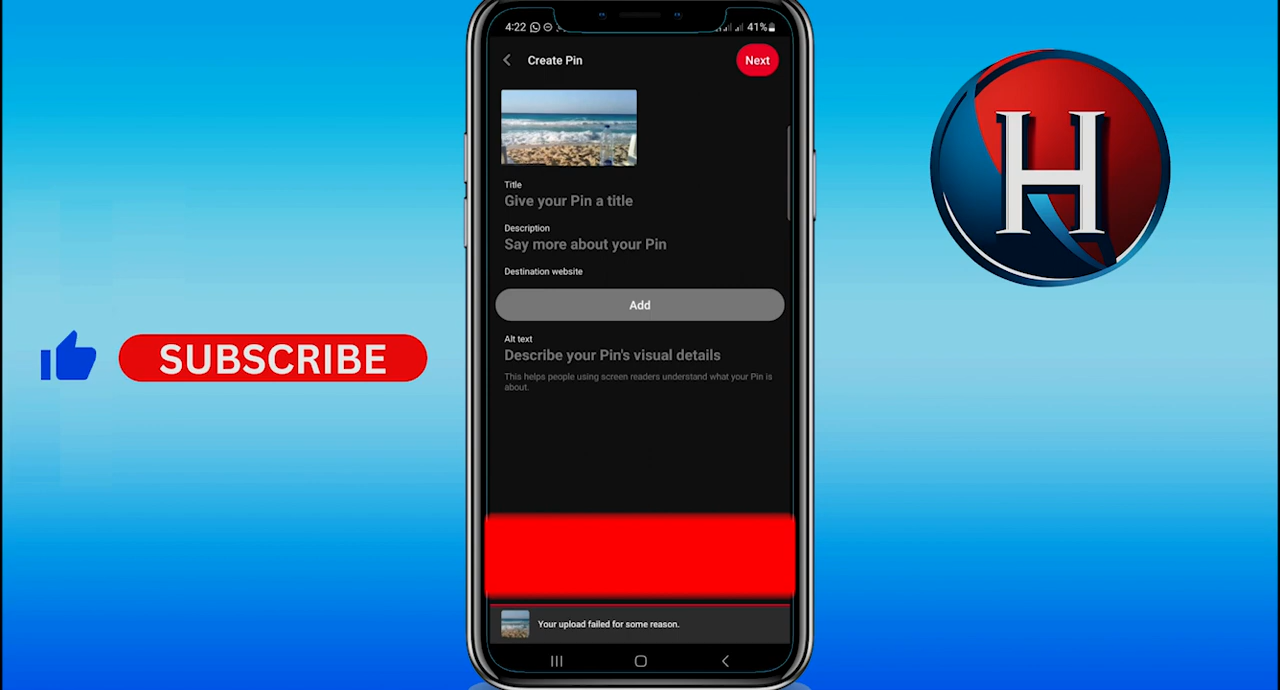 4:22
41%
Create Pin
Next
Title
Give your Pin a title
Description
Say more about your Pin
Destination website
Add
Alt text
Describe your Pin's visual details
This helps people using screen readers understand what your Pin is
about.
Your upload failed for some reason.
SUBSCRIBE
H